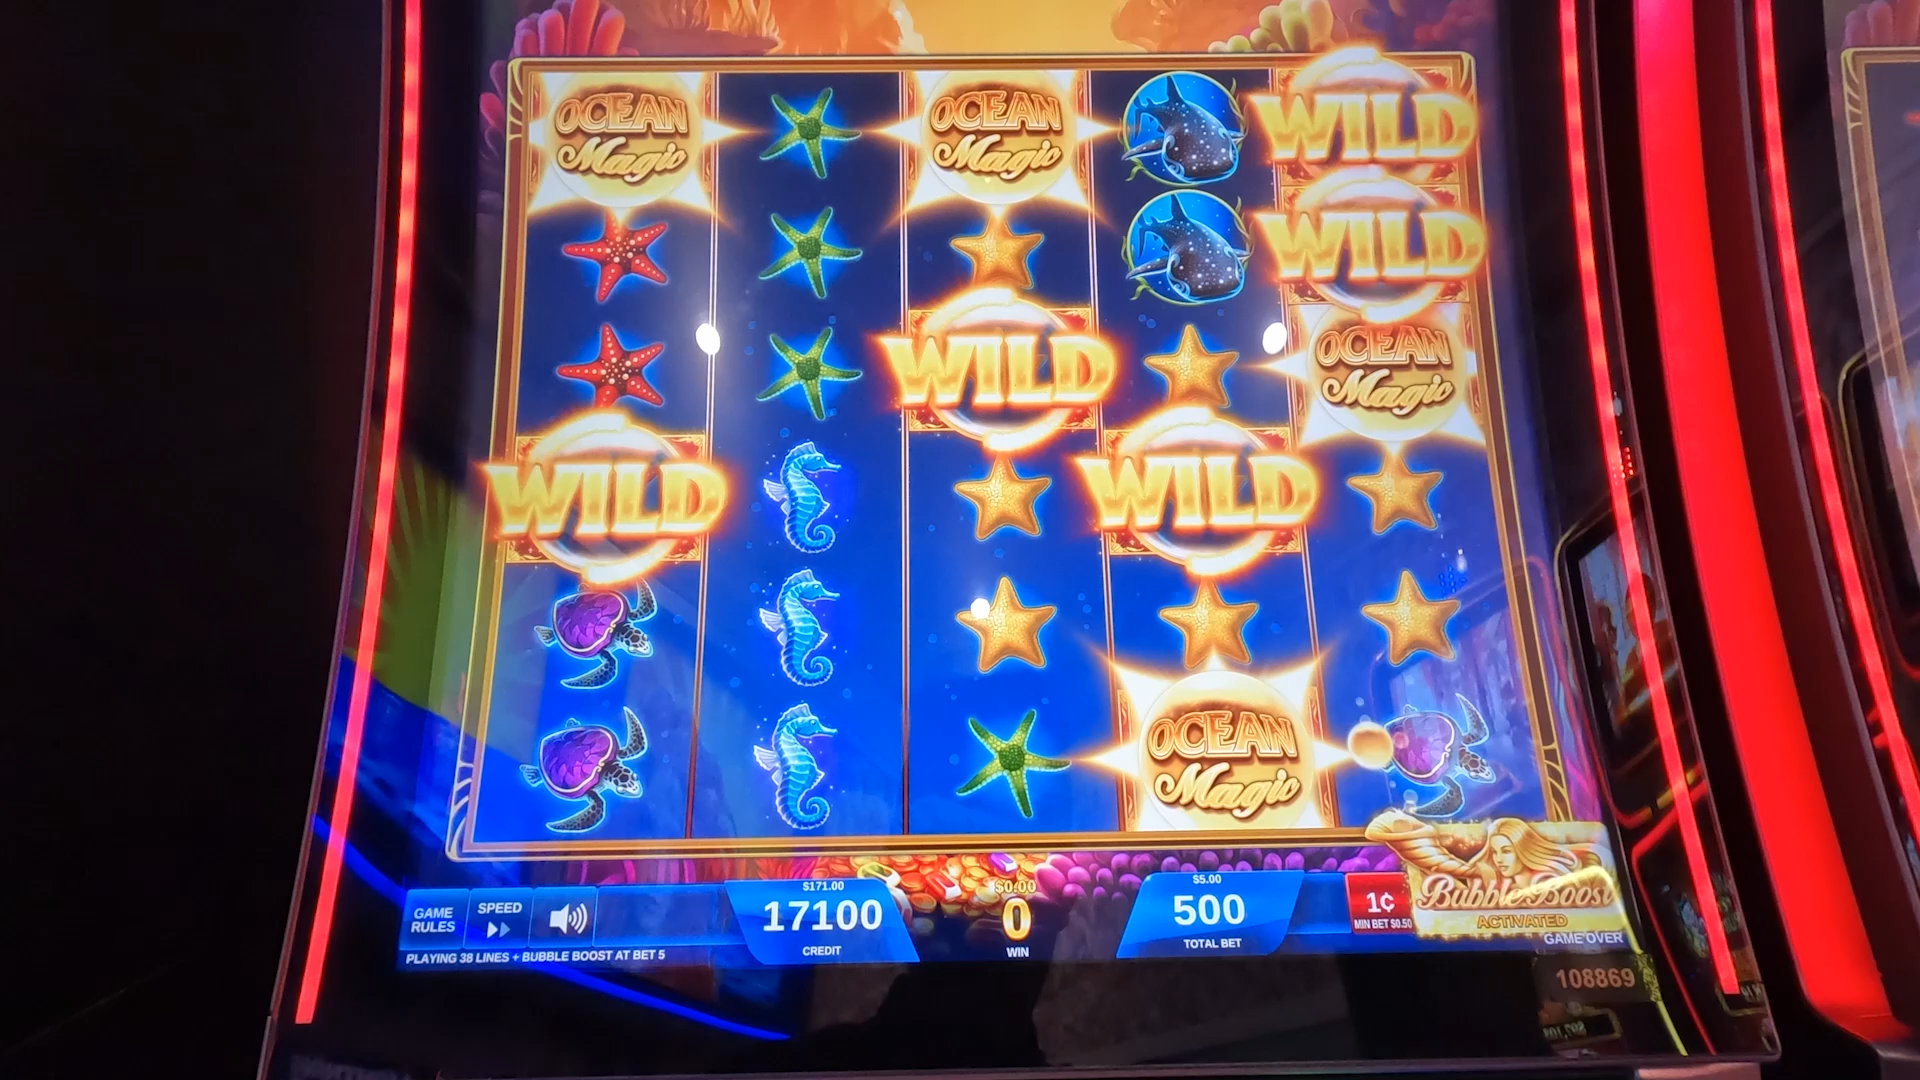 OCEAN
Magic
OCEAN
Magic
WILD
WILD
WILD
OCEAN
Magic
WILD
WILD
OCEAN
Magic
Bubble Boost
ACTIVATED
GAME OVER
GAME
RULES
SPEED
$171.00
17100
CREDIT
$0.00
0
WIN
$5.00
500
TOTAL BET
1¢
MIN BET $0.50
PLAYING 38 LINES + BUBBLE BOOST AT BET 5
108869